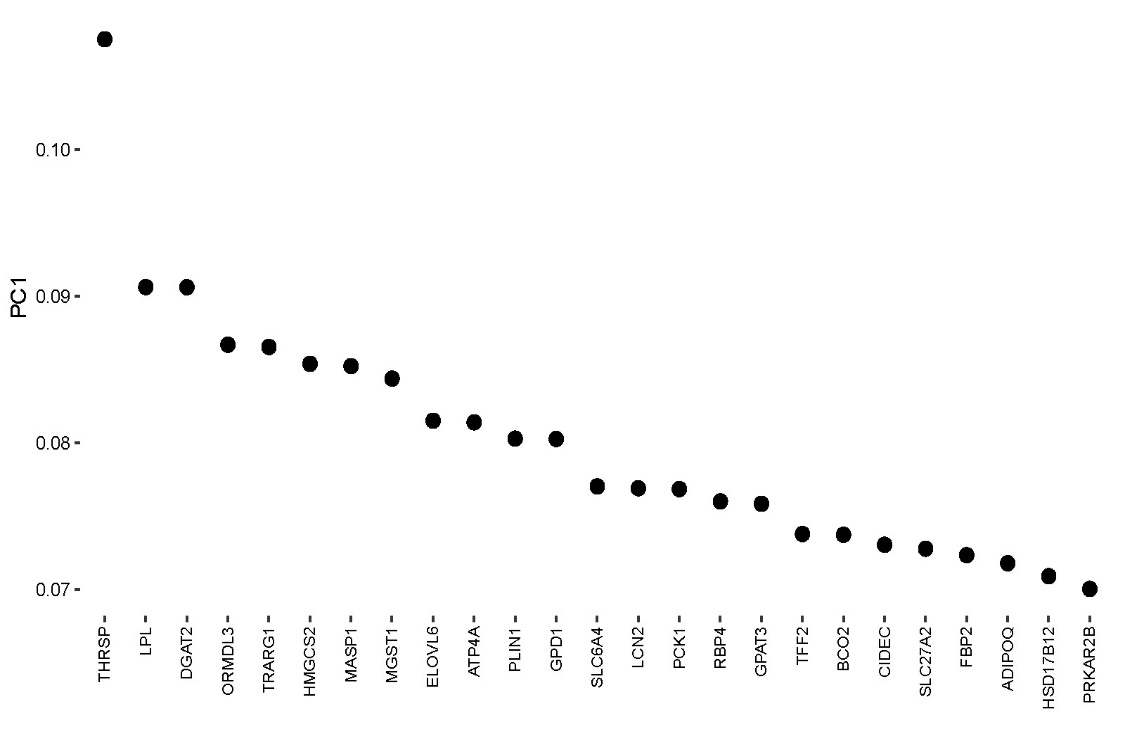 0.10
PC1
0.09
0.08
0.07
THRSP
LPL
DGAT2
ORMDL3
TRARG1
HMGCS2
MASP1
MGST1
ELOVL6
ATP4A
PLIN1
GPD1
SLC6A4
LCN2
PCK1
RBP4
GPAT3
TFF2
BCO2
CIDEC
SLC27A2
FBP2
ADIPOQ
HSD17B12
PRKAR2B